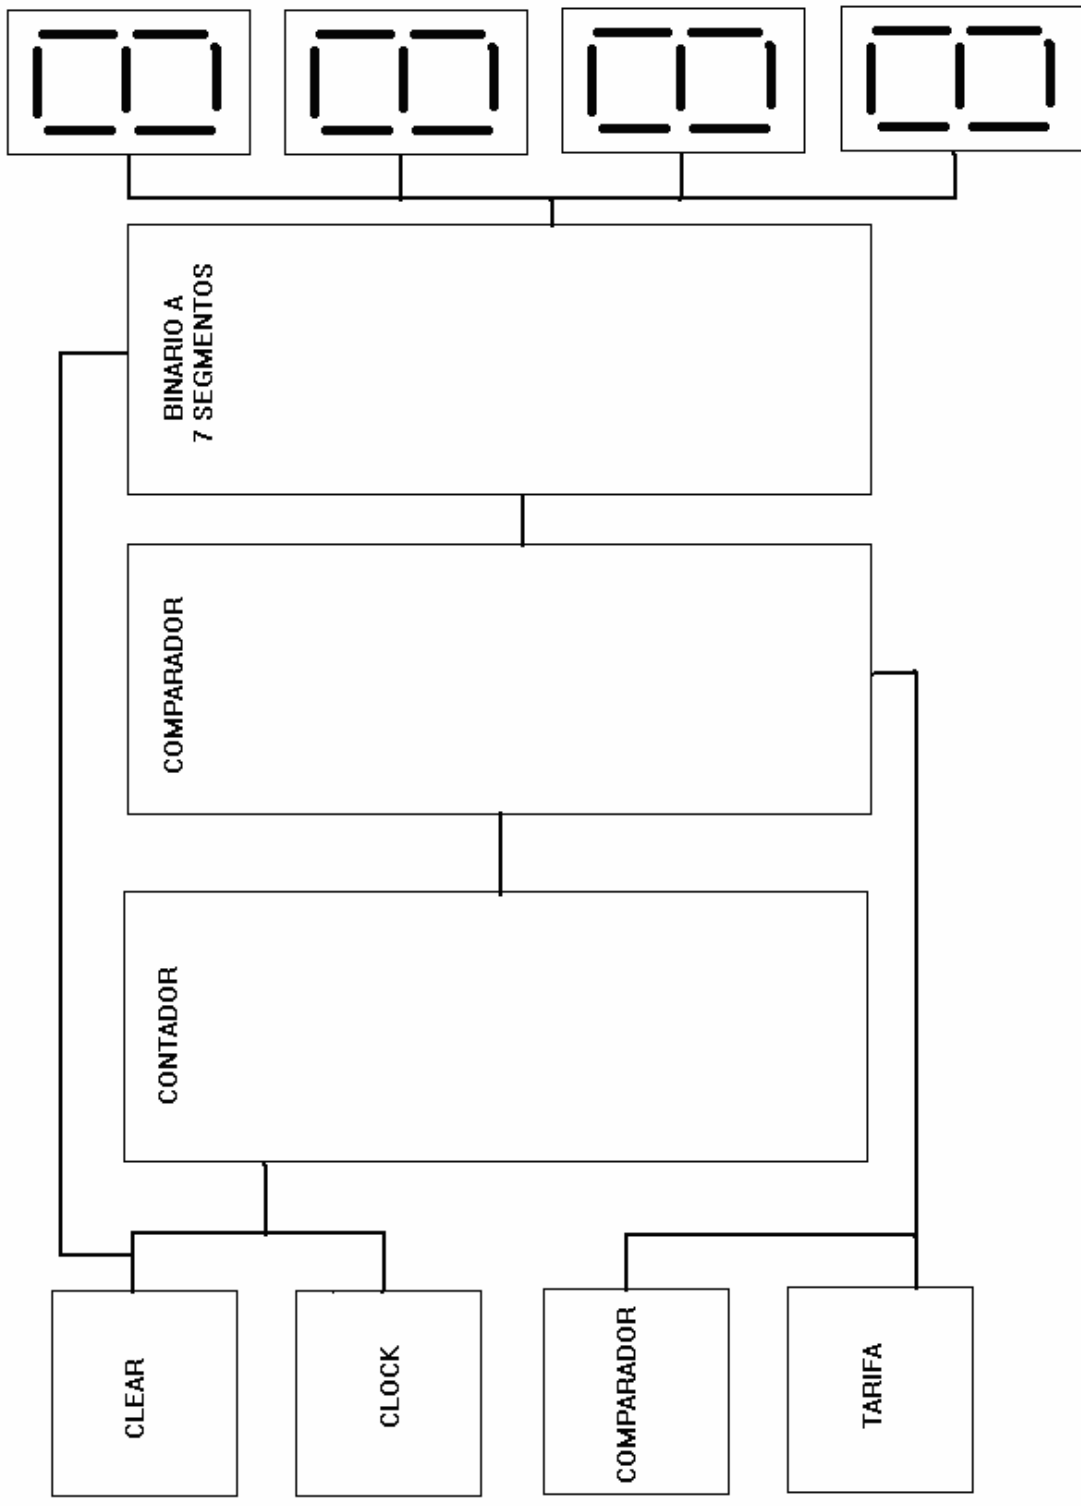 CLEAR
CLOCK
COMPARADOR
TARIFA
CONTADOR
COMPARADOR
BINARIO A
7 SEGMENTOS